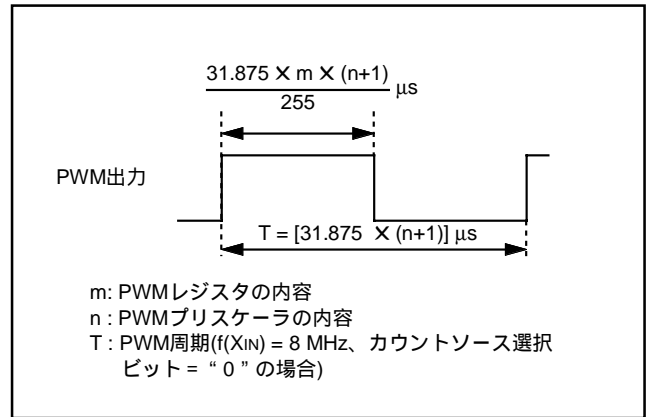 31.875 × m × (n+1)
255
μs
PWM出力
T = [31.875 × (n+1)] μs
m: PWMレジスタの内容
n : PWMプリスケーラの内容
T : PWM周期(f(XIN) = 8 MHz、カウントソース選択
ビット = “ 0 ” の場合)